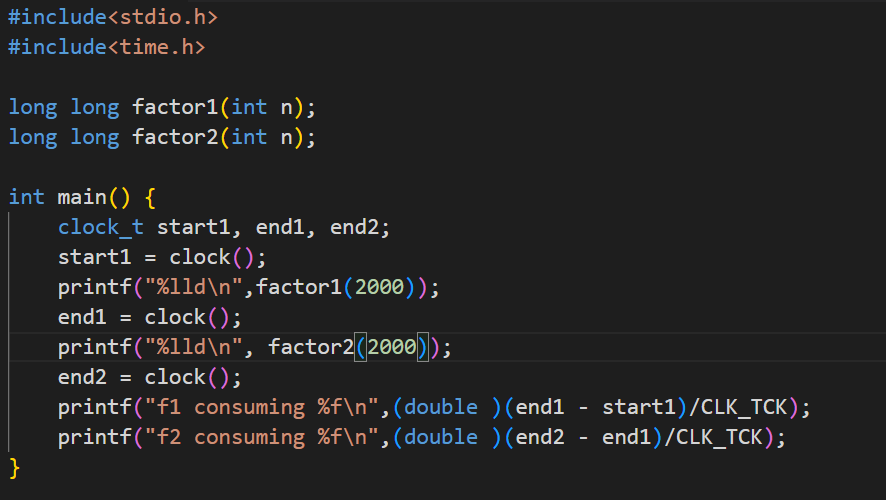 #include<stdio.h>
#include<time.h>
long long factor1(int n);
long long factor2(int n);
int main() {
clock_t start1, end1, end2;
start1 = clock();
printf("%lld\n",factor1(2000));
end1 = clock();
printf("%lld\n", factor2(2000));
end2 = clock();
printf("f1 consuming %f\n",(double )(end1 - start1)/CLK_TCK);
printf("f2 consuming %f\n",(double )(end2 - end1)/CLK_TCK);
}